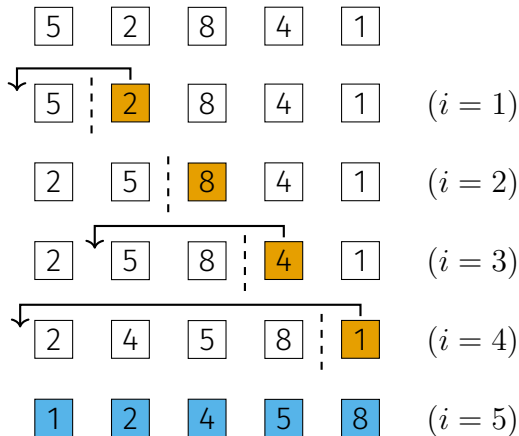 5 2 8 4 1
5 2 8 4 1 (i = 1)
2 5 8 4 1 (i = 2)
2 5 8 4 1 (i = 3)
2 4 5 8 1 (i = 4)
1 2 4 5 8 (i = 5)